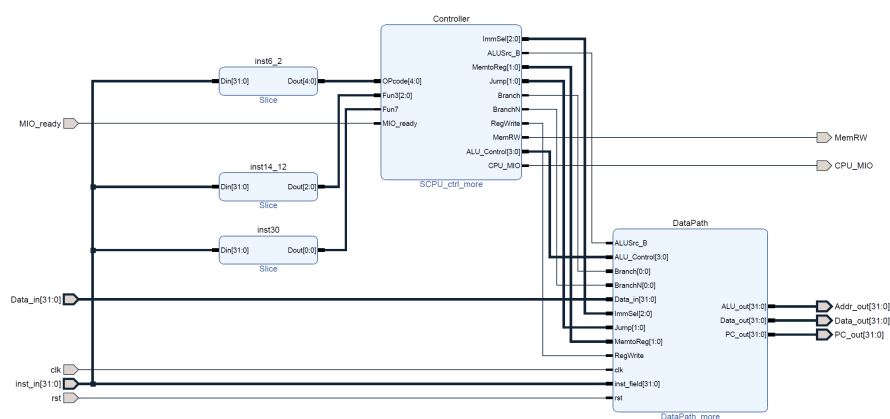 Controller
ImmSel[2:0]
ALUSrc_B
MemtoReg[1:0]
Jump[1:0]
Branch
BranchN
RegWrite
MemRW
ALU_Control[3:0]
CPU_MIO
OPcode[4:0]
Fun3[2:0]
Fun7
MIO_ready
SCPU_ctrl_more
inst6_2
Din[31:0] Dout[4:0]
Slice
MIO_ready
MemRW
CPU_MIO
inst14_12
Din[31:0] Dout[2:0]
Slice
inst30
Din[31:0] Dout[0:0]
Slice
Data_in[31:0]
clk
inst_in[31:0]
rst
DataPath
ALUSrc_B
ALU_Control[3:0]
Branch[0:0]
BranchN[0:0]
Data_in[31:0]
ImmSel[2:0]
Jump[1:0]
MemtoReg[1:0]
RegWrite
clk
inst_field[31:0]
rst
ALU_out[31:0]
Data_out[31:0]
PC_out[31:0]
DataPath_more
Addr_out[31:0]
Data_out[31:0]
PC_out[31:0]